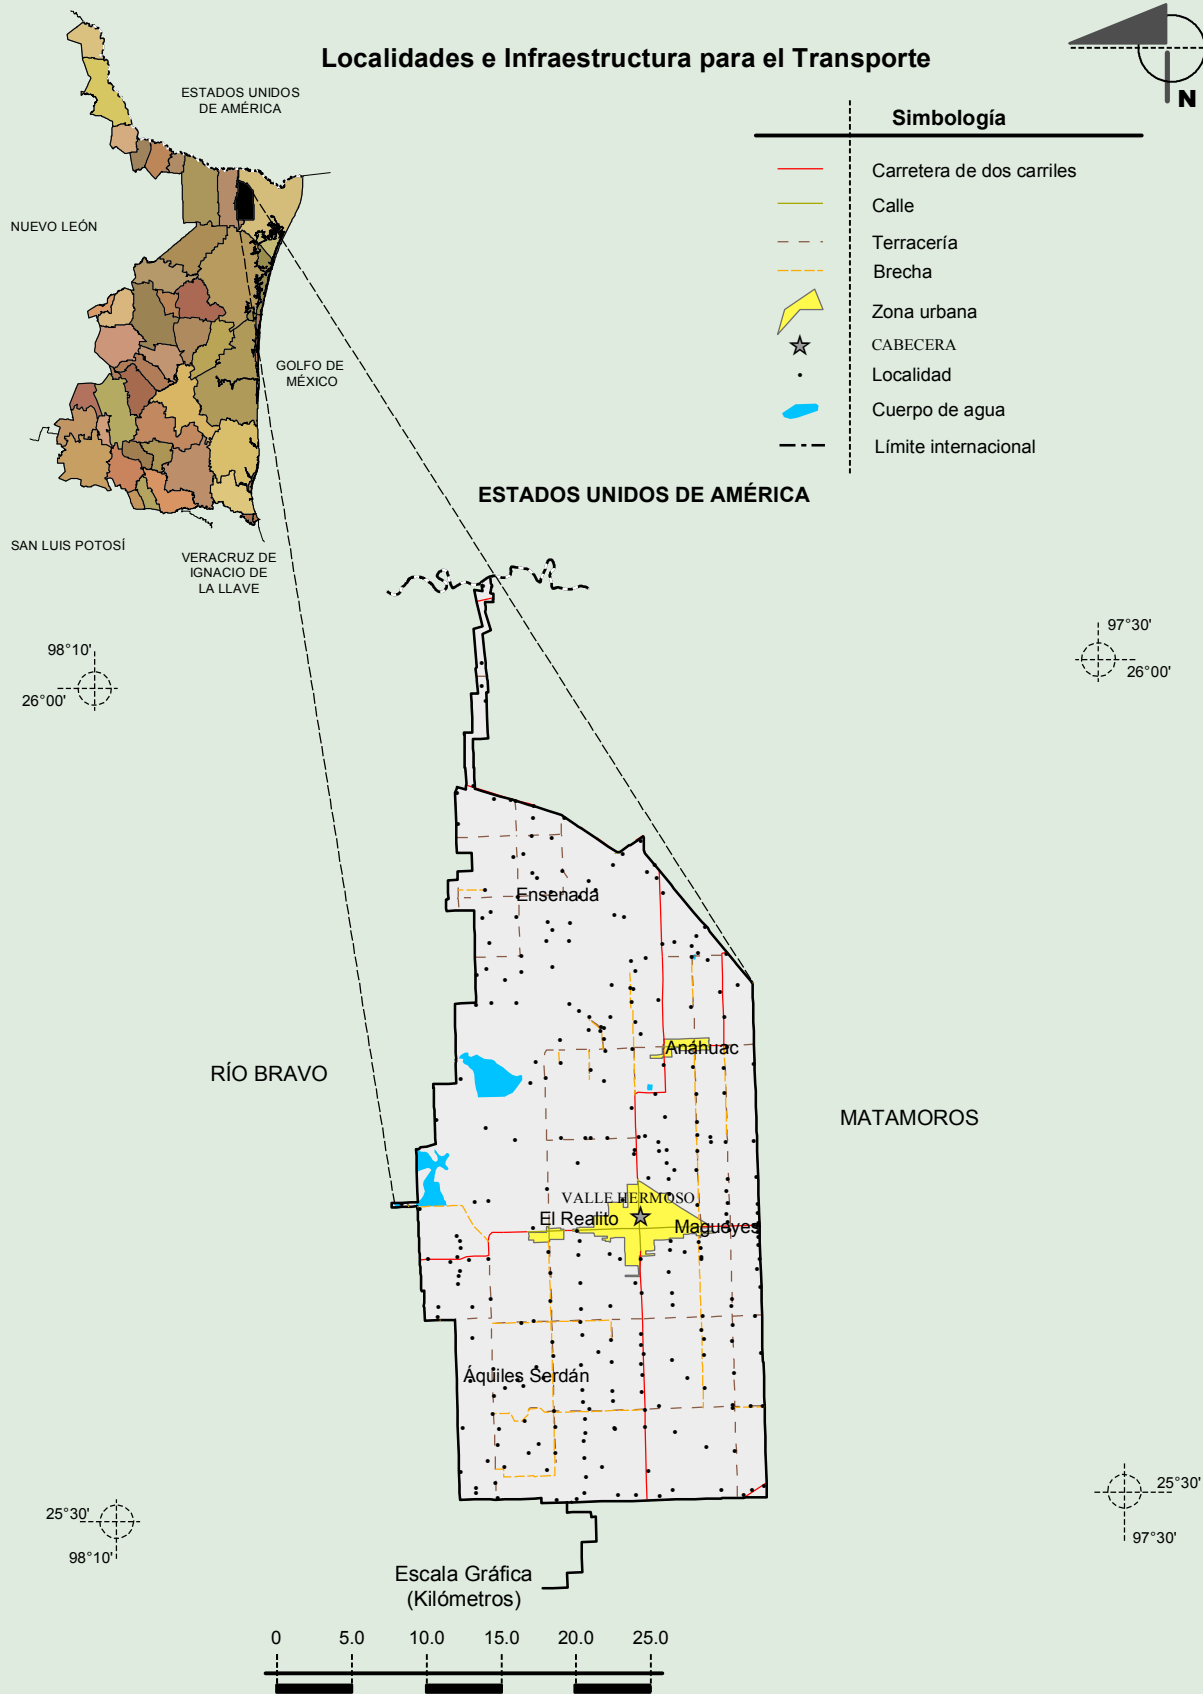 Localidades e Infraestructura para el Transporte
N
ESTADOS UNIDOS
DE AMÉRICA
NUEVO LEÓN
GOLFO DE
MÉXICO
SAN LUIS POTOSÍ
VERACRUZ DE
IGNACIO DE
LA LLAVE
Simbología
Carretera de dos carriles
Calle
Terracería
Brecha
Zona urbana
CABECERA
Localidad
Cuerpo de agua
Límite internacional
ESTADOS UNIDOS DE AMÉRICA
98°10'
26°00'
97°30'
26°00'
Ensenada
Anáhuac
RÍO BRAVO
MATAMOROS
VALLE HERMOSO
El Realito
Magueyes
Áquiles Serdán
25°30'
98°10'
25°30'
97°30'
Escala Gráfica
(Kilómetros)
0 5.0 10.0 15.0 20.0 25.0